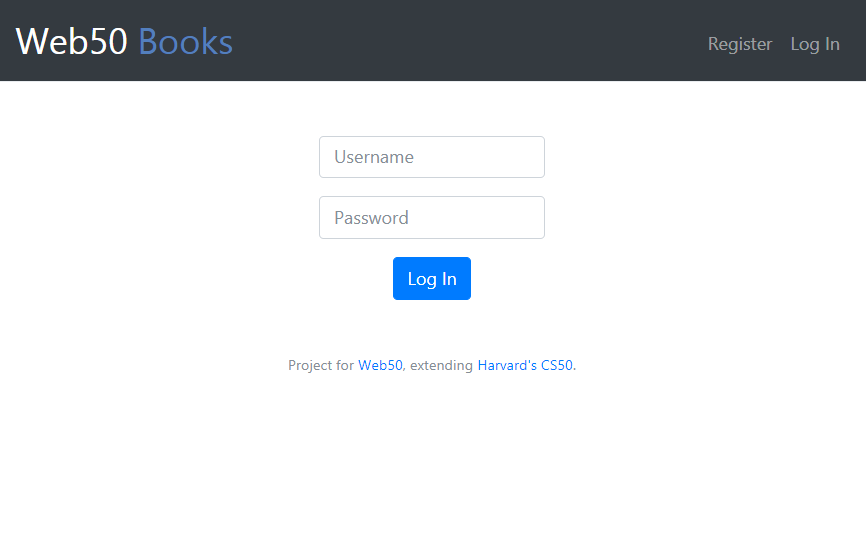 Web50 Books
Register
Log In
Username
Password
Log In
Project for Web50, extending Harvard's CS50.